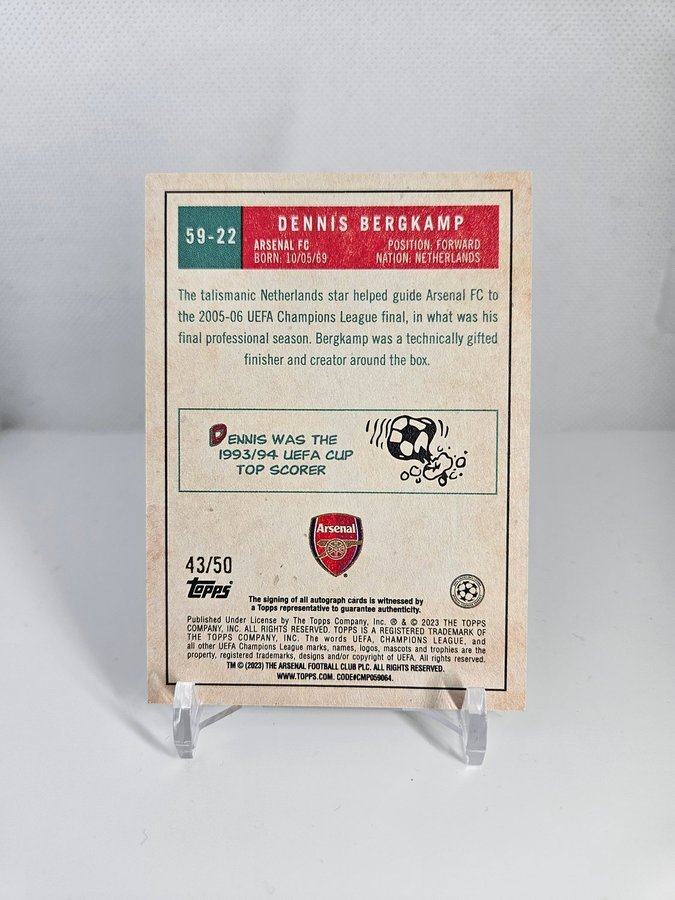 59-22
DENNIS BERGKAMP
ARSENAL FC
POSITION: FORWARD
BORN: 10/05/69
NATION: NETHERLANDS
The talismanic Netherlands star helped guide Arsenal FC to
the 2005-06 UEFA Champions League final, in what was his
final professional season. Bergkamp was a technically gifted
finisher and creator around the box.
DENNIS WAS THE
1993/94 UEFA CUP
TOP SCORER
Arsenal
43/50
Topps
The signing of all autograph cards is witnessed by
a Topps representative to guarantee authenticity.
Published Under License by The Topps Company, Inc. ® & © 2023 THE TOPPS
COMPANY, INC. ALL RIGHTS RESERVED. TOPPS IS A REGISTERED TRADEMARK OF
THE TOPPS COMPANY, INC. The words UEFA, CHAMPIONS LEAGUE, and
all other UEFA Champions League marks, names, logos, mascots and trophies are the
property, registered trademarks, designs and/or copyright of UEFA. All rights reserved.
TM © (2023) THE ARSENAL FOOTBALL CLUB PLC. ALL RIGHTS RESERVED.
WWW.TOPPS.COM. CODE#CMP059064.